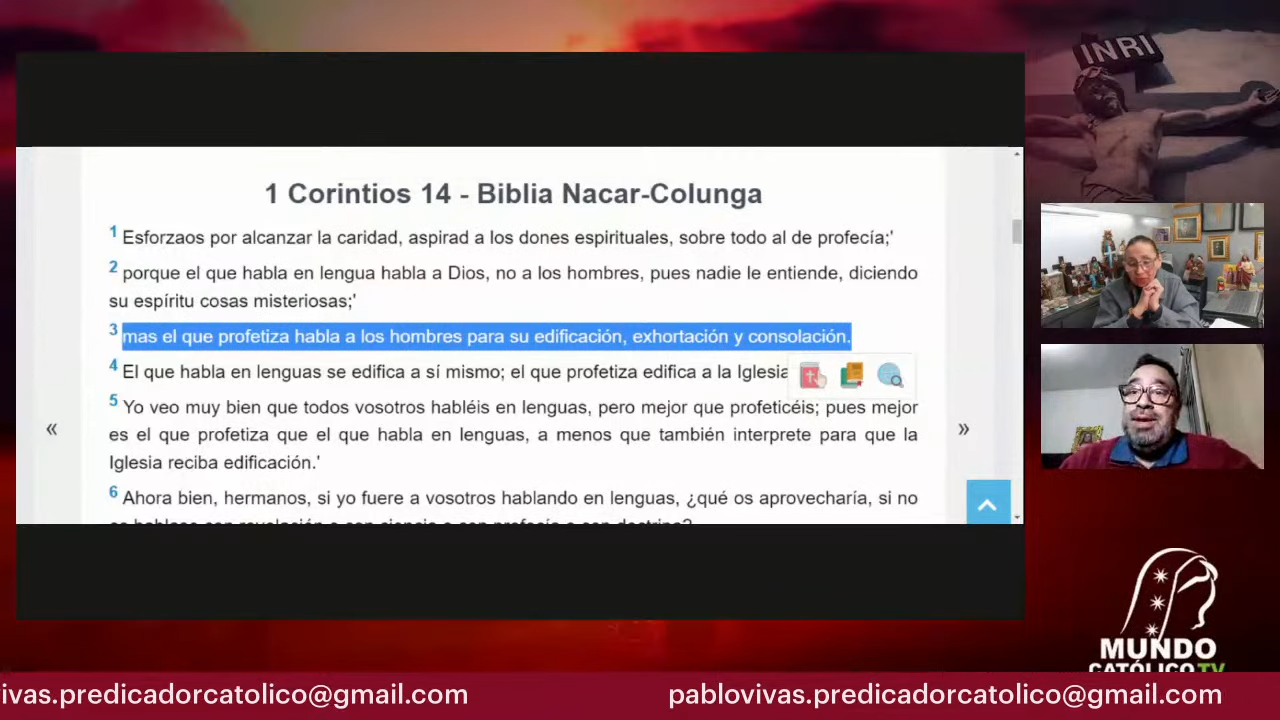 INRI
1 Corintios 14 - Biblia Nacar-Colunga
1 Esforzaos por alcanzar la caridad, aspirad a los dones espirituales, sobre todo al de profecía;'
2 porque el que habla en lengua habla a Dios, no a los hombres, pues nadie le entiende, diciendo
su espíritu cosas misteriosas;'
3 mas el que profetiza habla a los hombres para su edificación, exhortación y consolación.
4 El que habla en lenguas se edifica a sí mismo; el que profetiza edifica a la Iglesia
5 Yo veo muy bien que todos vosotros habléis en lenguas, pero mejor que profeticéis; pues mejor
es el que profetiza que el que habla en lenguas, a menos que también interprete para que la
Iglesia reciba edificación.'
6 Ahora bien, hermanos, si yo fuere a vosotros hablando en lenguas, ¿qué os aprovecharía, si no
«
»
MUNDO
CATÓLICO TV
ivas.predicadorcatolico@gmail.com pablovivas.predicadorcatolico@gmail.com